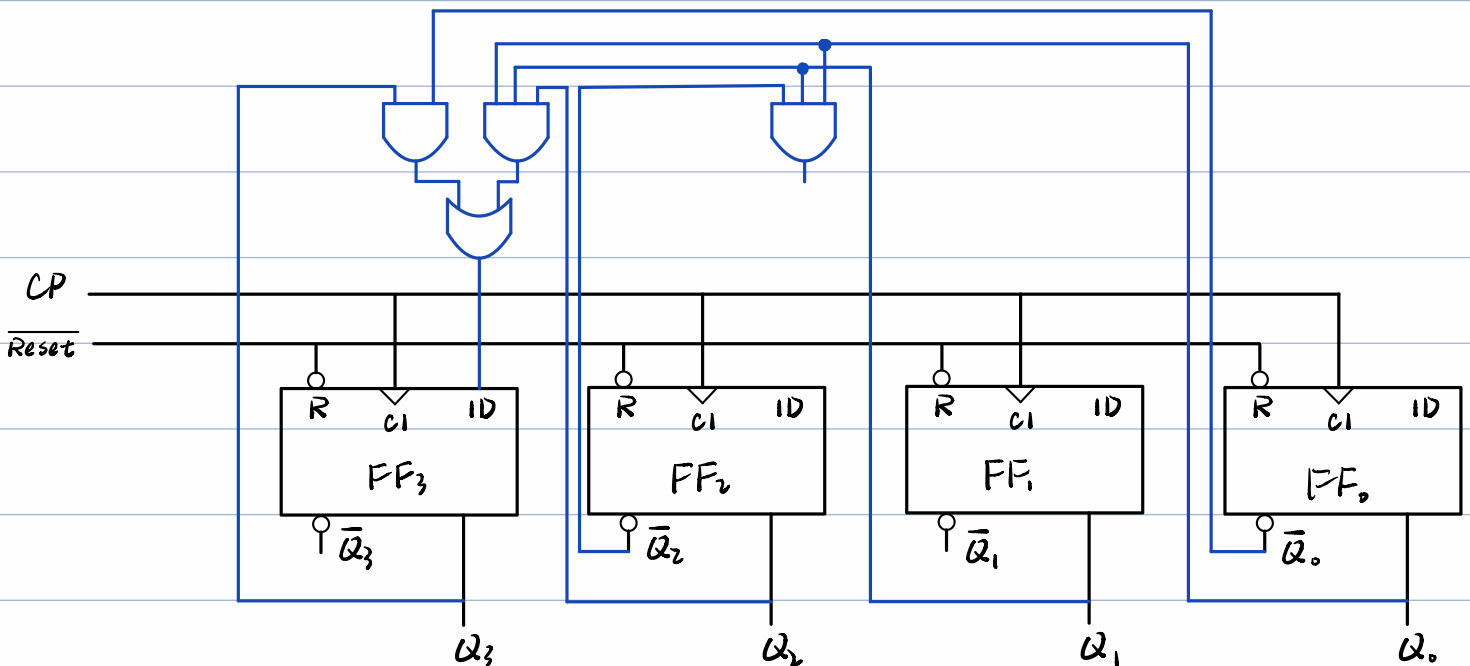 CP
\overline{Reset}
R C1 1D R C1 1D R C1 1D R C1 1D
FF₃ FF₂ FF₁ FF₀
Q̅₃ Q̅₂ Q̅₁ Q̅₀
Q₃ Q₂ Q₁ Q₀